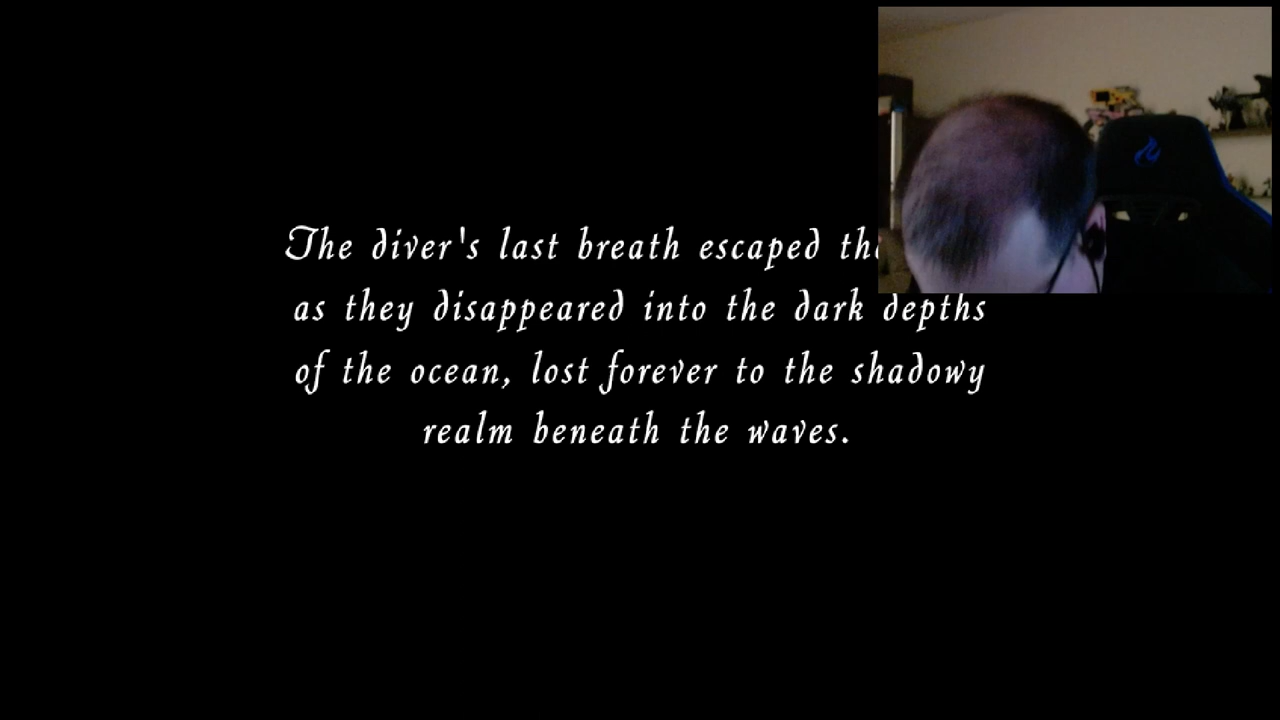 The diver's last breath escaped
as they disappeared into the dark depths
of the ocean, lost forever to the shadowy
realm beneath the waves.